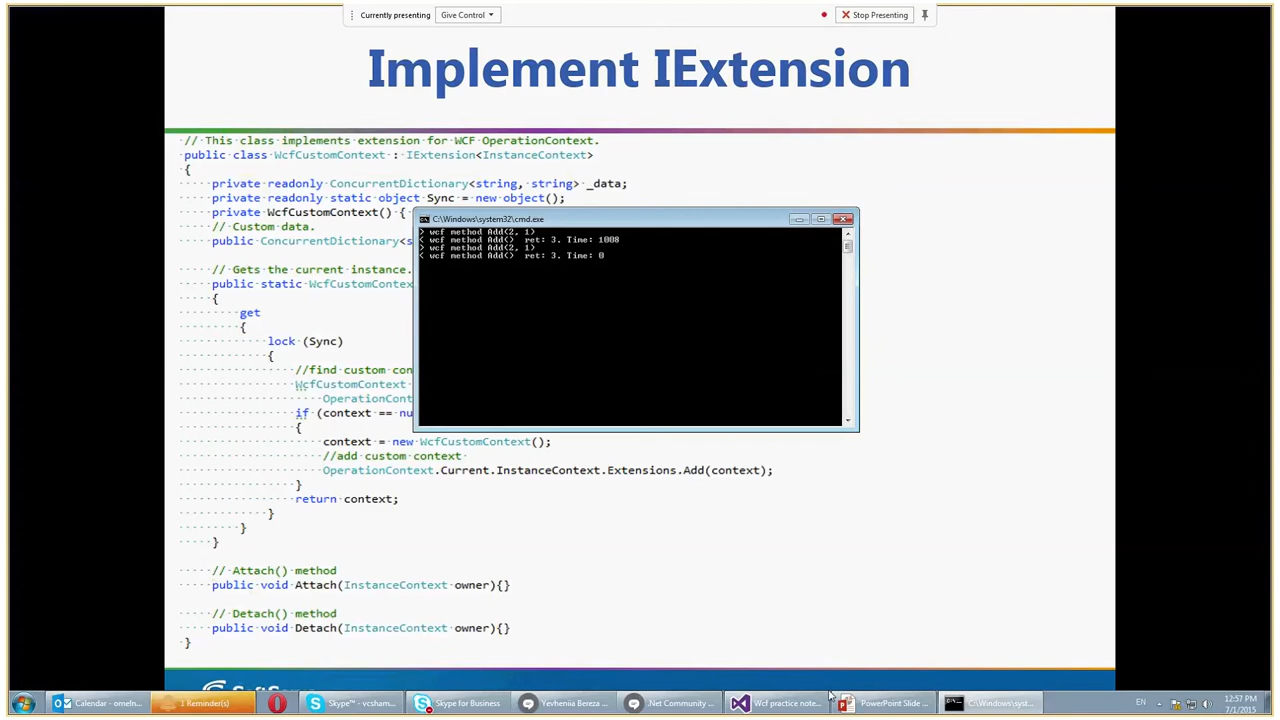 Currently presenting
Give Control
Stop Presenting
Implement IExtension
// This class implements extension for WCF OperationContext.
public class WcfCustomContext : IExtension<InstanceContext>
{
private readonly ConcurrentDictionary<string, string> _data;
private readonly static object Sync = new object();
private WcfCustomContext() {
// Custom data.
public ConcurrentDictionary<s
// Gets the current instance.
public static WcfCustomContex
{
get
{
lock (Sync)
{
//find custom con
WcfCustomContext
OperationCont
if (context == nu
{
context = new WcfCustomContext();
//add custom context
OperationContext.Current.InstanceContext.Extensions.Add(context);
}
return context;
}
}
}
// Attach() method
public void Attach(InstanceContext owner){}
// Detach() method
public void Detach(InstanceContext owner){}
}
C:\Windows\system32\cmd.exe
> wcf method Add(2, 1)
< wcf method Add()  ret: 3. Time: 1008
> wcf method Add(2, 1)
< wcf method Add()  ret: 3. Time: 0
Calendar - omeln...
1 Reminder(s)
Skype™ - vcsham...
Skype for Business
Yevheniia Bereza ...
.Net Community ...
Wcf practice note...
PowerPoint Slide ...
C:\Windows\syst...
EN
12:57 PM
7/1/2015